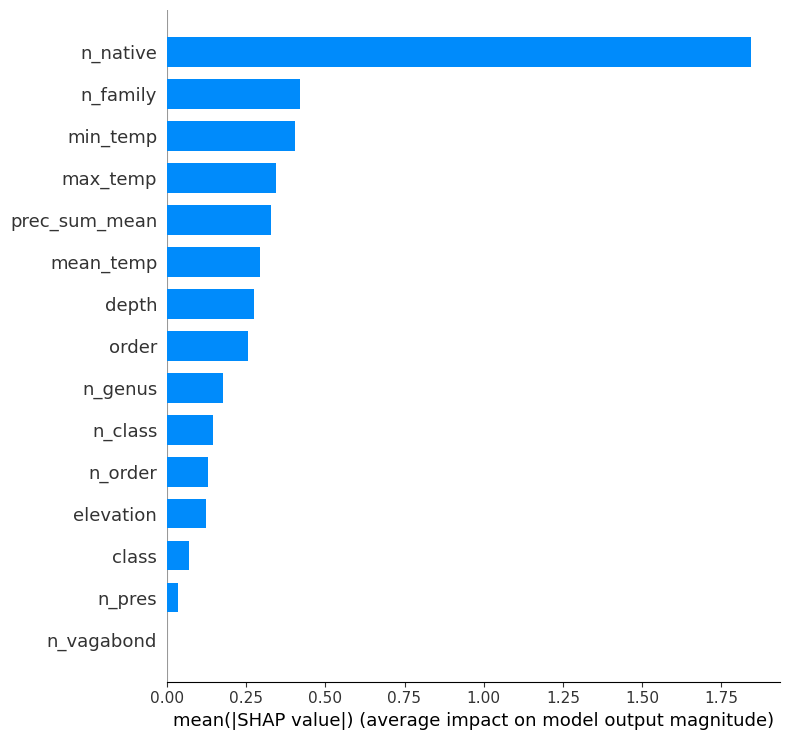 n_native
n_family
min_temp
max_temp
prec_sum_mean
mean_temp
depth
order
n_genus
n_class
n_order
elevation
class
n_pres
n_vagabond
0.00 0.25 0.50 0.75 1.00 1.25 1.50 1.75
mean(|SHAP value|) (average impact on model output magnitude)